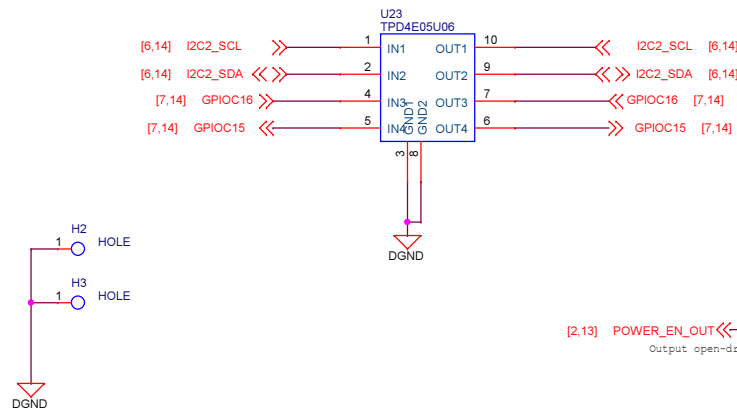 U23
TPD4E05U06
[6,14] I2C2_SCL 1 IN1 OUT1 10 I2C2_SCL [6,14]
[6,14] I2C2_SDA 2 IN2 OUT2 9 I2C2_SDA [6,14]
[7,14] GPIOC16 4 IN3 OUT3 7 GPIOC16 [7,14]
[7,14] GPIOC15 5 IN4 OUT4 6 GPIOC15 [7,14]
GND1 GND2
3 8
DGND
H2
1 HOLE
H3
1 HOLE
[2,13] POWER_EN_OUT
Output open-dr
DGND